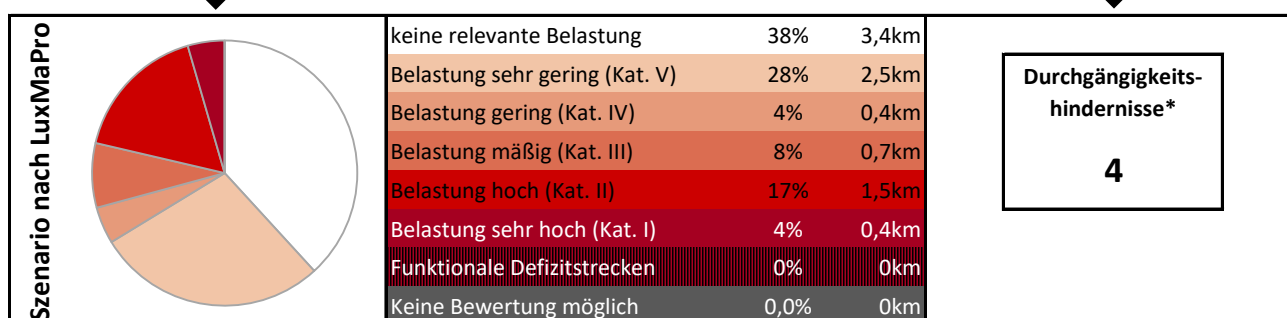 Szenario nach LuxMaPro
keine relevante Belastung 38% 3,4km
Belastung sehr gering (Kat. V) 28% 2,5km
Belastung gering (Kat. IV) 4% 0,4km
Belastung mäßig (Kat. III) 8% 0,7km
Belastung hoch (Kat. II) 17% 1,5km
Belastung sehr hoch (Kat. I) 4% 0,4km
Funktionale Defizitstrecken 0% 0km
Keine Bewertung möglich 0,0% 0km
Durchgängigkeits-
hindernisse*
4